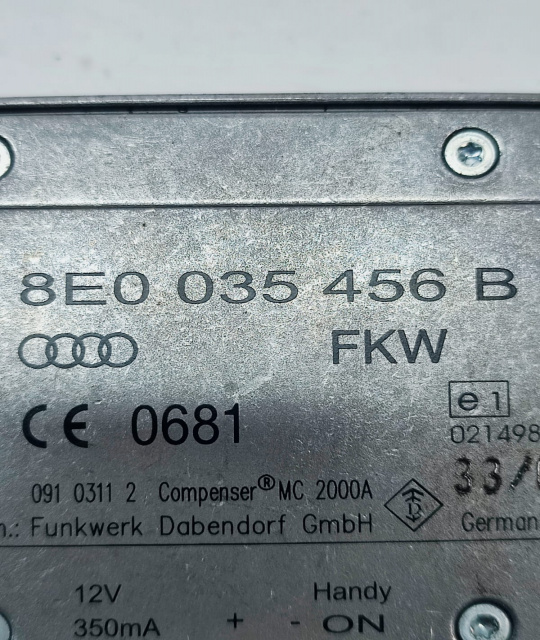 8E0 035 456 B
FKW
CE 0681
e1
021498
33/
091 0311 2 Compenser® MC 2000A
n.: Funkwerk Dabendorf GmbH German
12V Handy
350mA + - ON